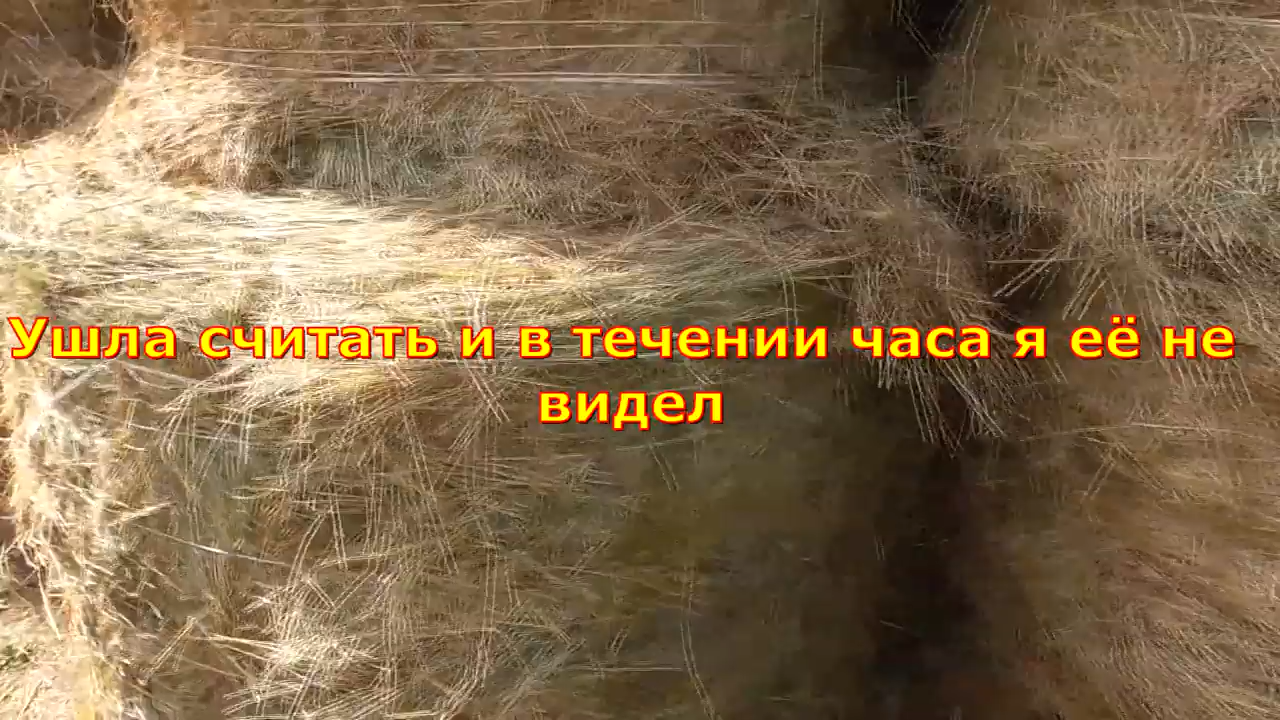 Ушла считать и в течении часа я её не
видел